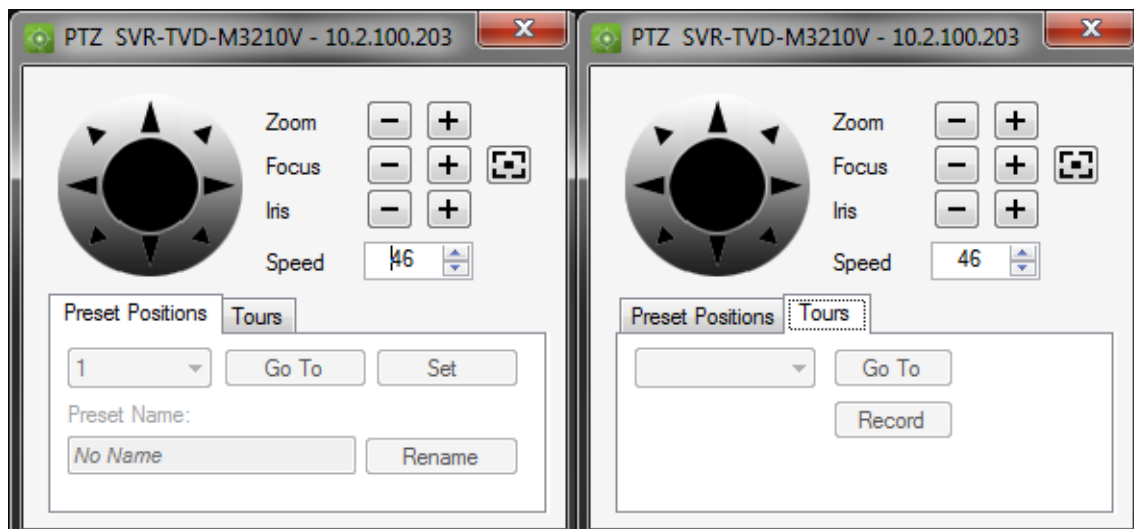 PTZ SVR-TVD-M3210V - 10.2.100.203
Zoom
Focus
Iris
Speed 46
Preset Positions Tours
1 Go To Set
Preset Name:
No Name Rename
PTZ SVR-TVD-M3210V - 10.2.100.203
Zoom
Focus
Iris
Speed 46
Preset Positions Tours
Go To
Record